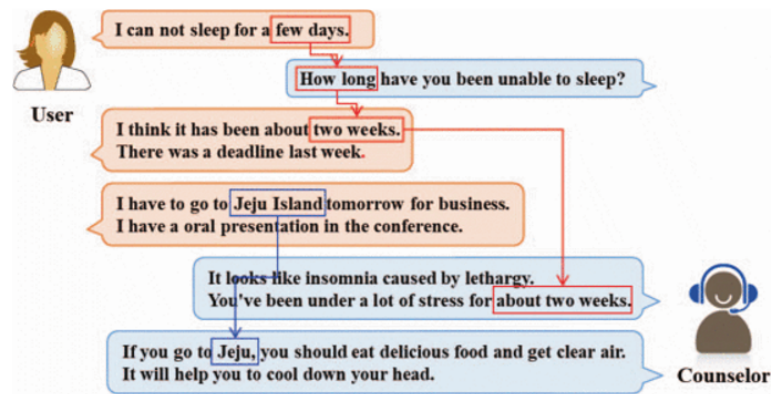 I can not sleep for a few days.
How long have you been unable to sleep?
User
I think it has been about two weeks.
There was a deadline last week.
I have to go to Jeju Island tomorrow for business.
I have a oral presentation in the conference.
It looks like insomnia caused by lethargy.
You've been under a lot of stress for about two weeks.
If you go to Jeju, you should eat delicious food and get clear air.
It will help you to cool down your head.
Counselor